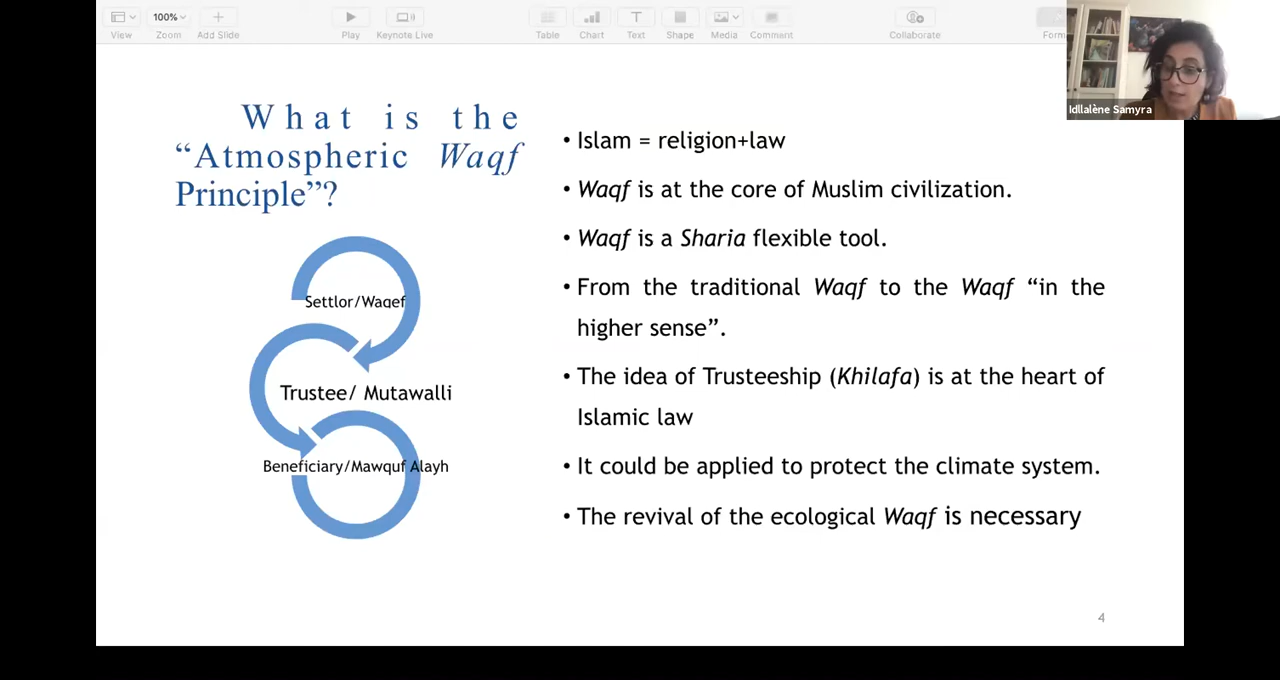 100%
View
Zoom
Add Slide
Play
Keynote Live
Table
Chart
Text
Shape
Media
Comment
Collaborate
Idllalène Samyra
What is the
“Atmospheric Waqf
Principle”?
Settlor/Waqef
Trustee/ Mutawalli
Beneficiary/Mawquf Alayh
• Islam = religion+law
• Waqf is at the core of Muslim civilization.
• Waqf is a Sharia flexible tool.
• From the traditional Waqf to the Waqf “in the
higher sense”.
• The idea of Trusteeship (Khilafa) is at the heart of
Islamic law
• It could be applied to protect the climate system.
• The revival of the ecological Waqf is necessary
4